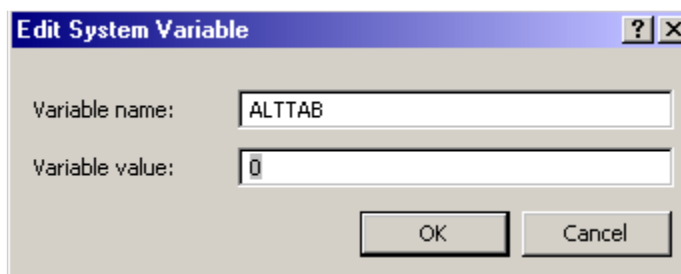 Edit System Variable
Variable name: ALTTAB
Variable value: 0
OK Cancel